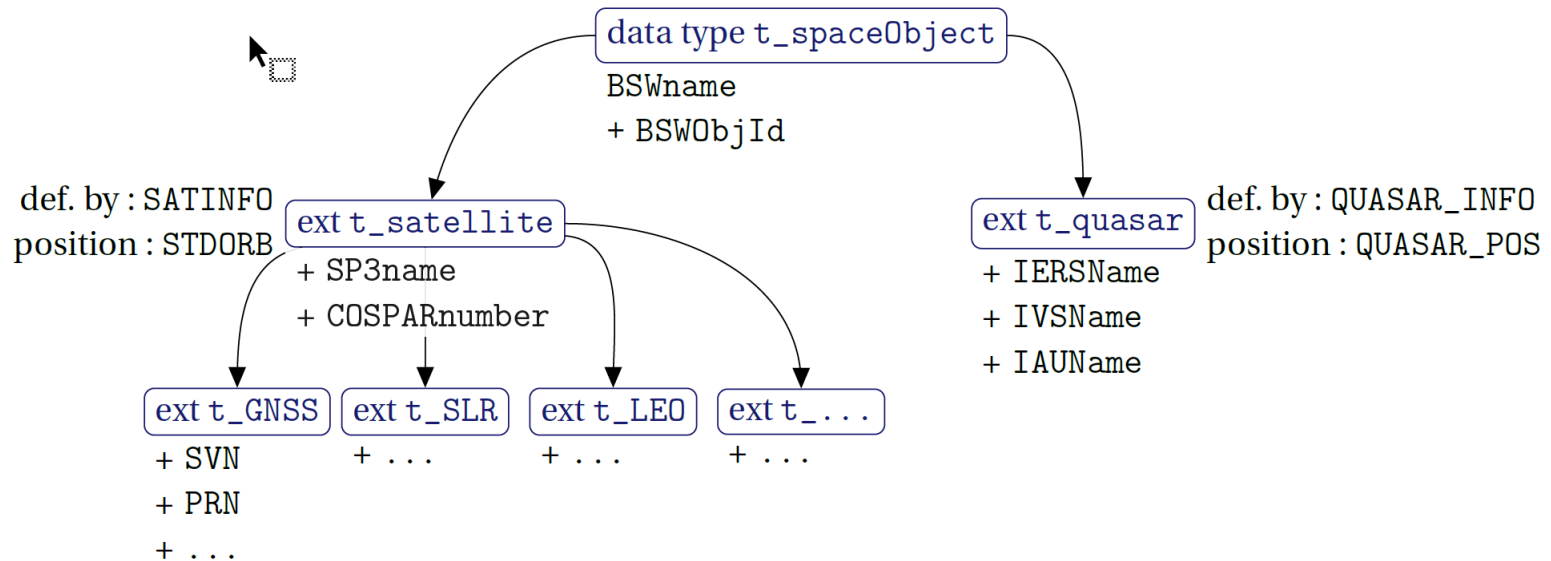 data type t_spaceObject
BSWname
+ BSWObjId
def. by : SATINFO
position : STDORB
ext t_satellite
+ SP3name
+ COSPARnumber
ext t_quasar
def. by : QUASAR_INFO
position : QUASAR_POS
+ IERSName
+ IVSName
+ IAUName
ext t_GNSS
+ SVN
+ PRN
+ ...
ext t_SLR
+ ...
ext t_LEO
+ ...
ext t_...
+ ...